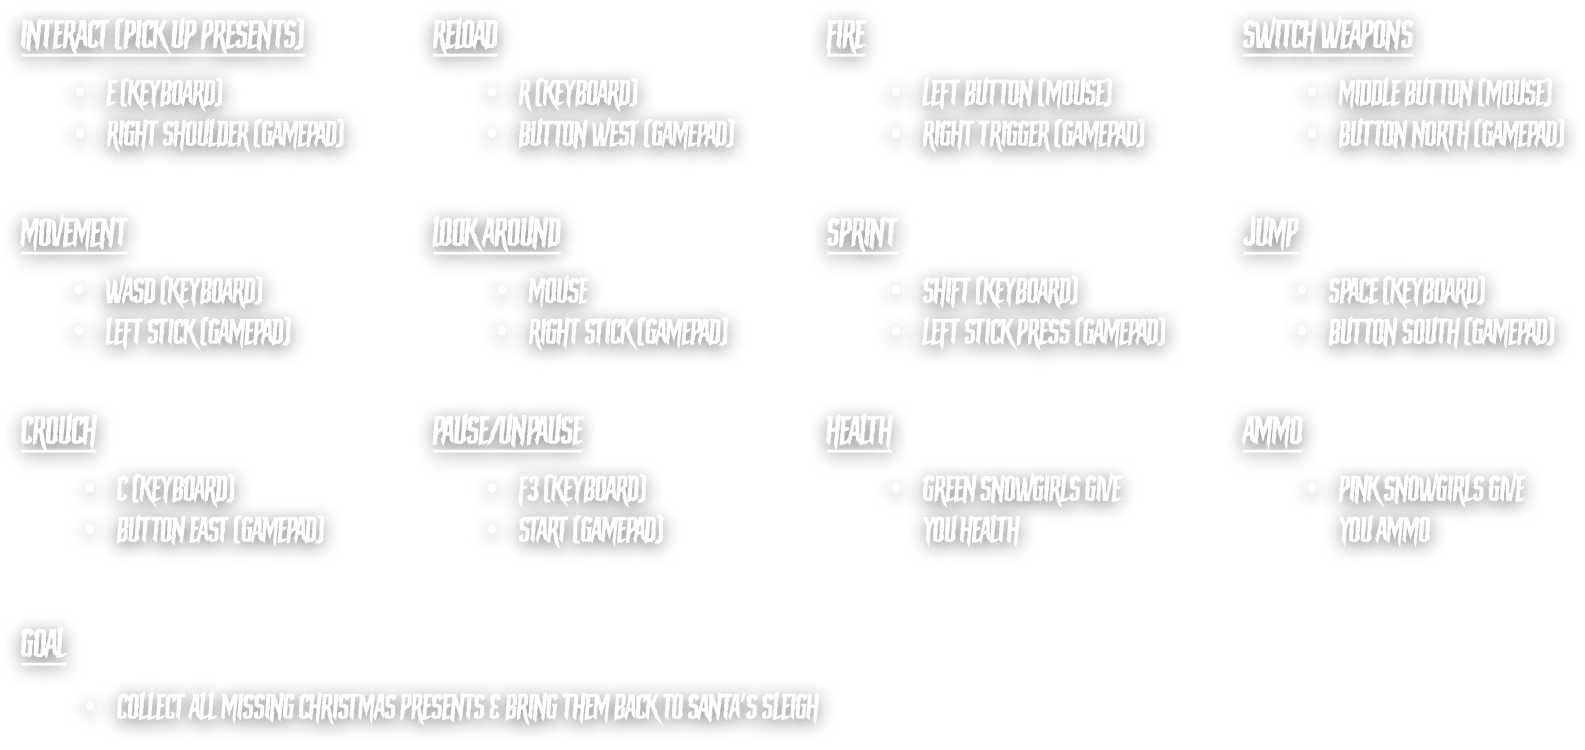 INTERACT (PICK UP PRESENTS)
• E (KEYBOARD)
• RIGHT SHOULDER (GAMEPAD)
RELOAD
• R (KEYBOARD)
• BUTTON WEST (GAMEPAD)
FIRE
• LEFT BUTTON (MOUSE)
• RIGHT TRIGGER (GAMEPAD)
SWITCH WEAPONS
• MIDDLE BUTTON (MOUSE)
• BUTTON NORTH (GAMEPAD)
MOVEMENT
• WASD (KEYBOARD)
• LEFT STICK (GAMEPAD)
LOOK AROUND
• MOUSE
• RIGHT STICK (GAMEPAD)
SPRINT
• SHIFT (KEYBOARD)
• LEFT STICK PRESS (GAMEPAD)
JUMP
• SPACE (KEYBOARD)
• BUTTON SOUTH (GAMEPAD)
CROUCH
• C (KEYBOARD)
• BUTTON EAST (GAMEPAD)
PAUSE/UNPAUSE
• F3 (KEYBOARD)
• START (GAMEPAD)
HEALTH
• GREEN SNOWGIRLS GIVE
YOU HEALTH
AMMO
• PINK SNOWGIRLS GIVE
YOU AMMO
GOAL
• COLLECT ALL MISSING CHRISTMAS PRESENTS & BRING THEM BACK TO SANTA'S SLEIGH